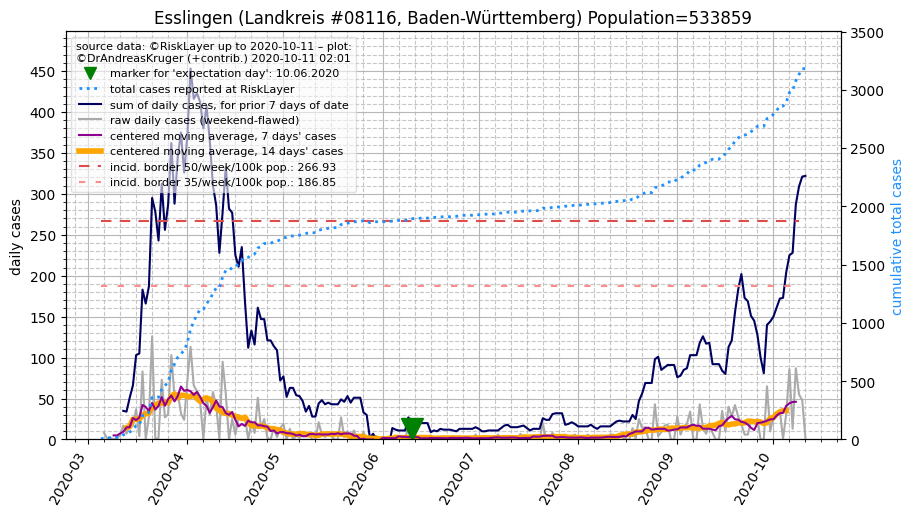 Esslingen (Landkreis #08116, Baden-Württemberg) Population=533859
source data: ©RiskLayer up to 2020-10-11 – plot:
©DrAndreasKruger (+contrib.) 2020-10-11 02:01
marker for 'expectation day': 10.06.2020
total cases reported at RiskLayer
sum of daily cases, for prior 7 days of date
raw daily cases (weekend-flawed)
centered moving average, 7 days' cases
centered moving average, 14 days' cases
incid. border 50/week/100k pop.: 266.93
incid. border 35/week/100k pop.: 186.85
daily cases
450
400
350
300
250
200
150
100
50
0
cumulative total cases
3500
3000
2500
2000
1500
1000
500
0
2020-03
2020-04
2020-05
2020-06
2020-07
2020-08
2020-09
2020-10